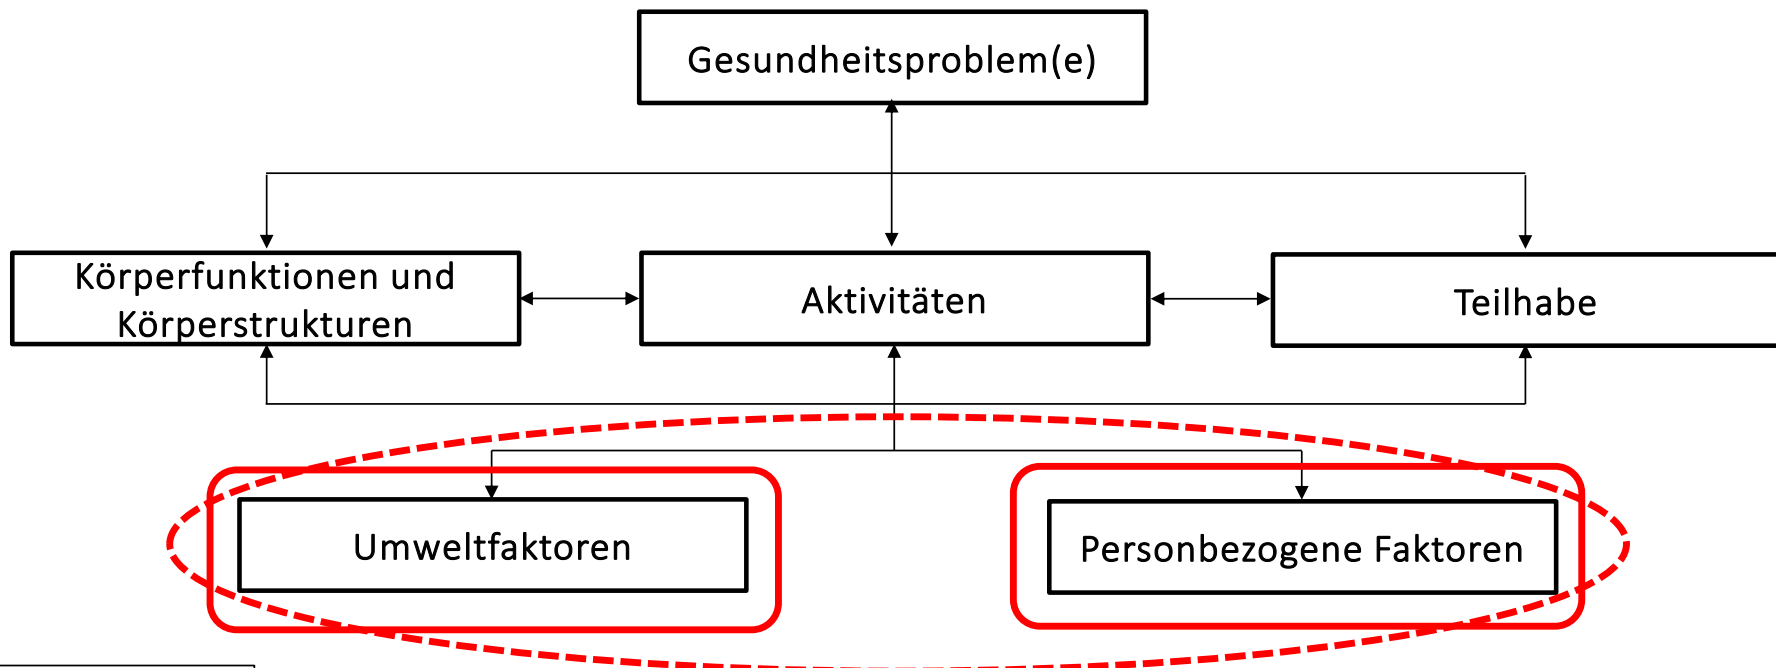 Gesundheitsproblem(e)
Körperfunktionen und
Körperstrukturen
Aktivitäten
Teilhabe
Umweltfaktoren
Personbezogene Faktoren